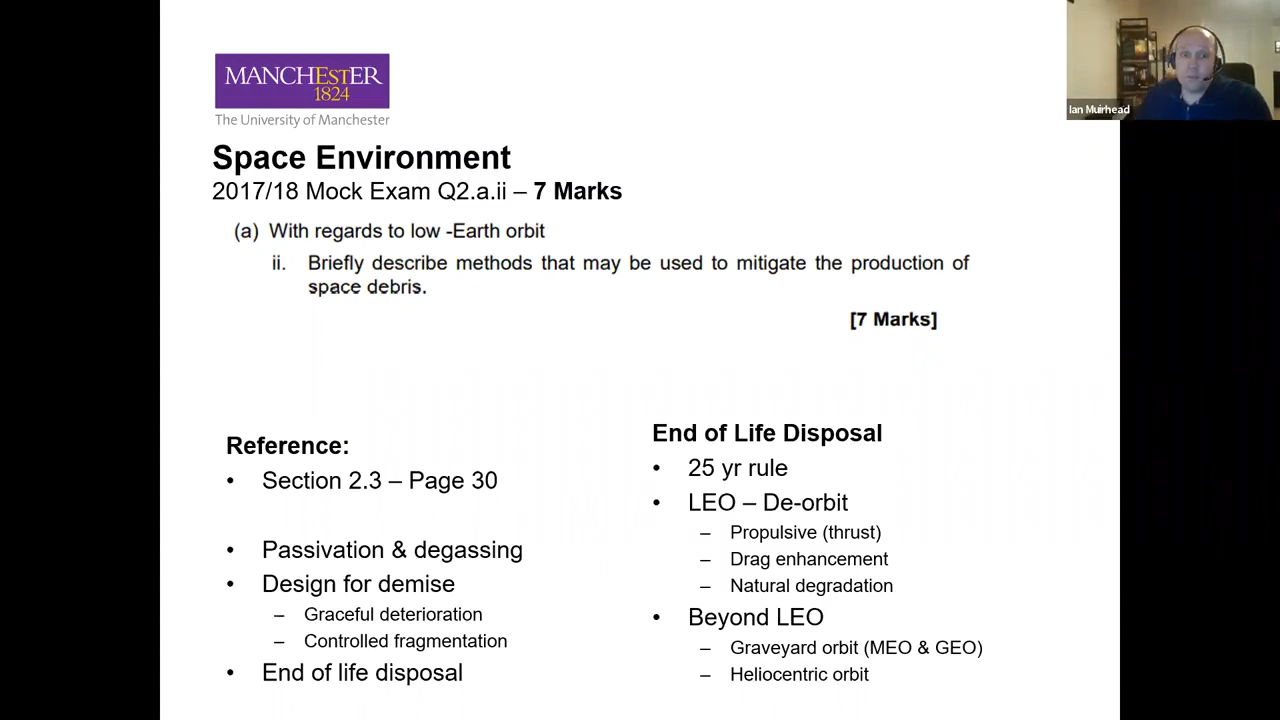 MANCHESTER
1824
The University of Manchester
Ian Muirhead
Space Environment
2017/18 Mock Exam Q2.a.ii – 7 Marks
(a) With regards to low -Earth orbit
ii. Briefly describe methods that may be used to mitigate the production of
space debris.
[7 Marks]
Reference:
• Section 2.3 – Page 30
• Passivation & degassing
• Design for demise
– Graceful deterioration
– Controlled fragmentation
• End of life disposal
End of Life Disposal
• 25 yr rule
• LEO – De-orbit
– Propulsive (thrust)
– Drag enhancement
– Natural degradation
• Beyond LEO
– Graveyard orbit (MEO & GEO)
– Heliocentric orbit